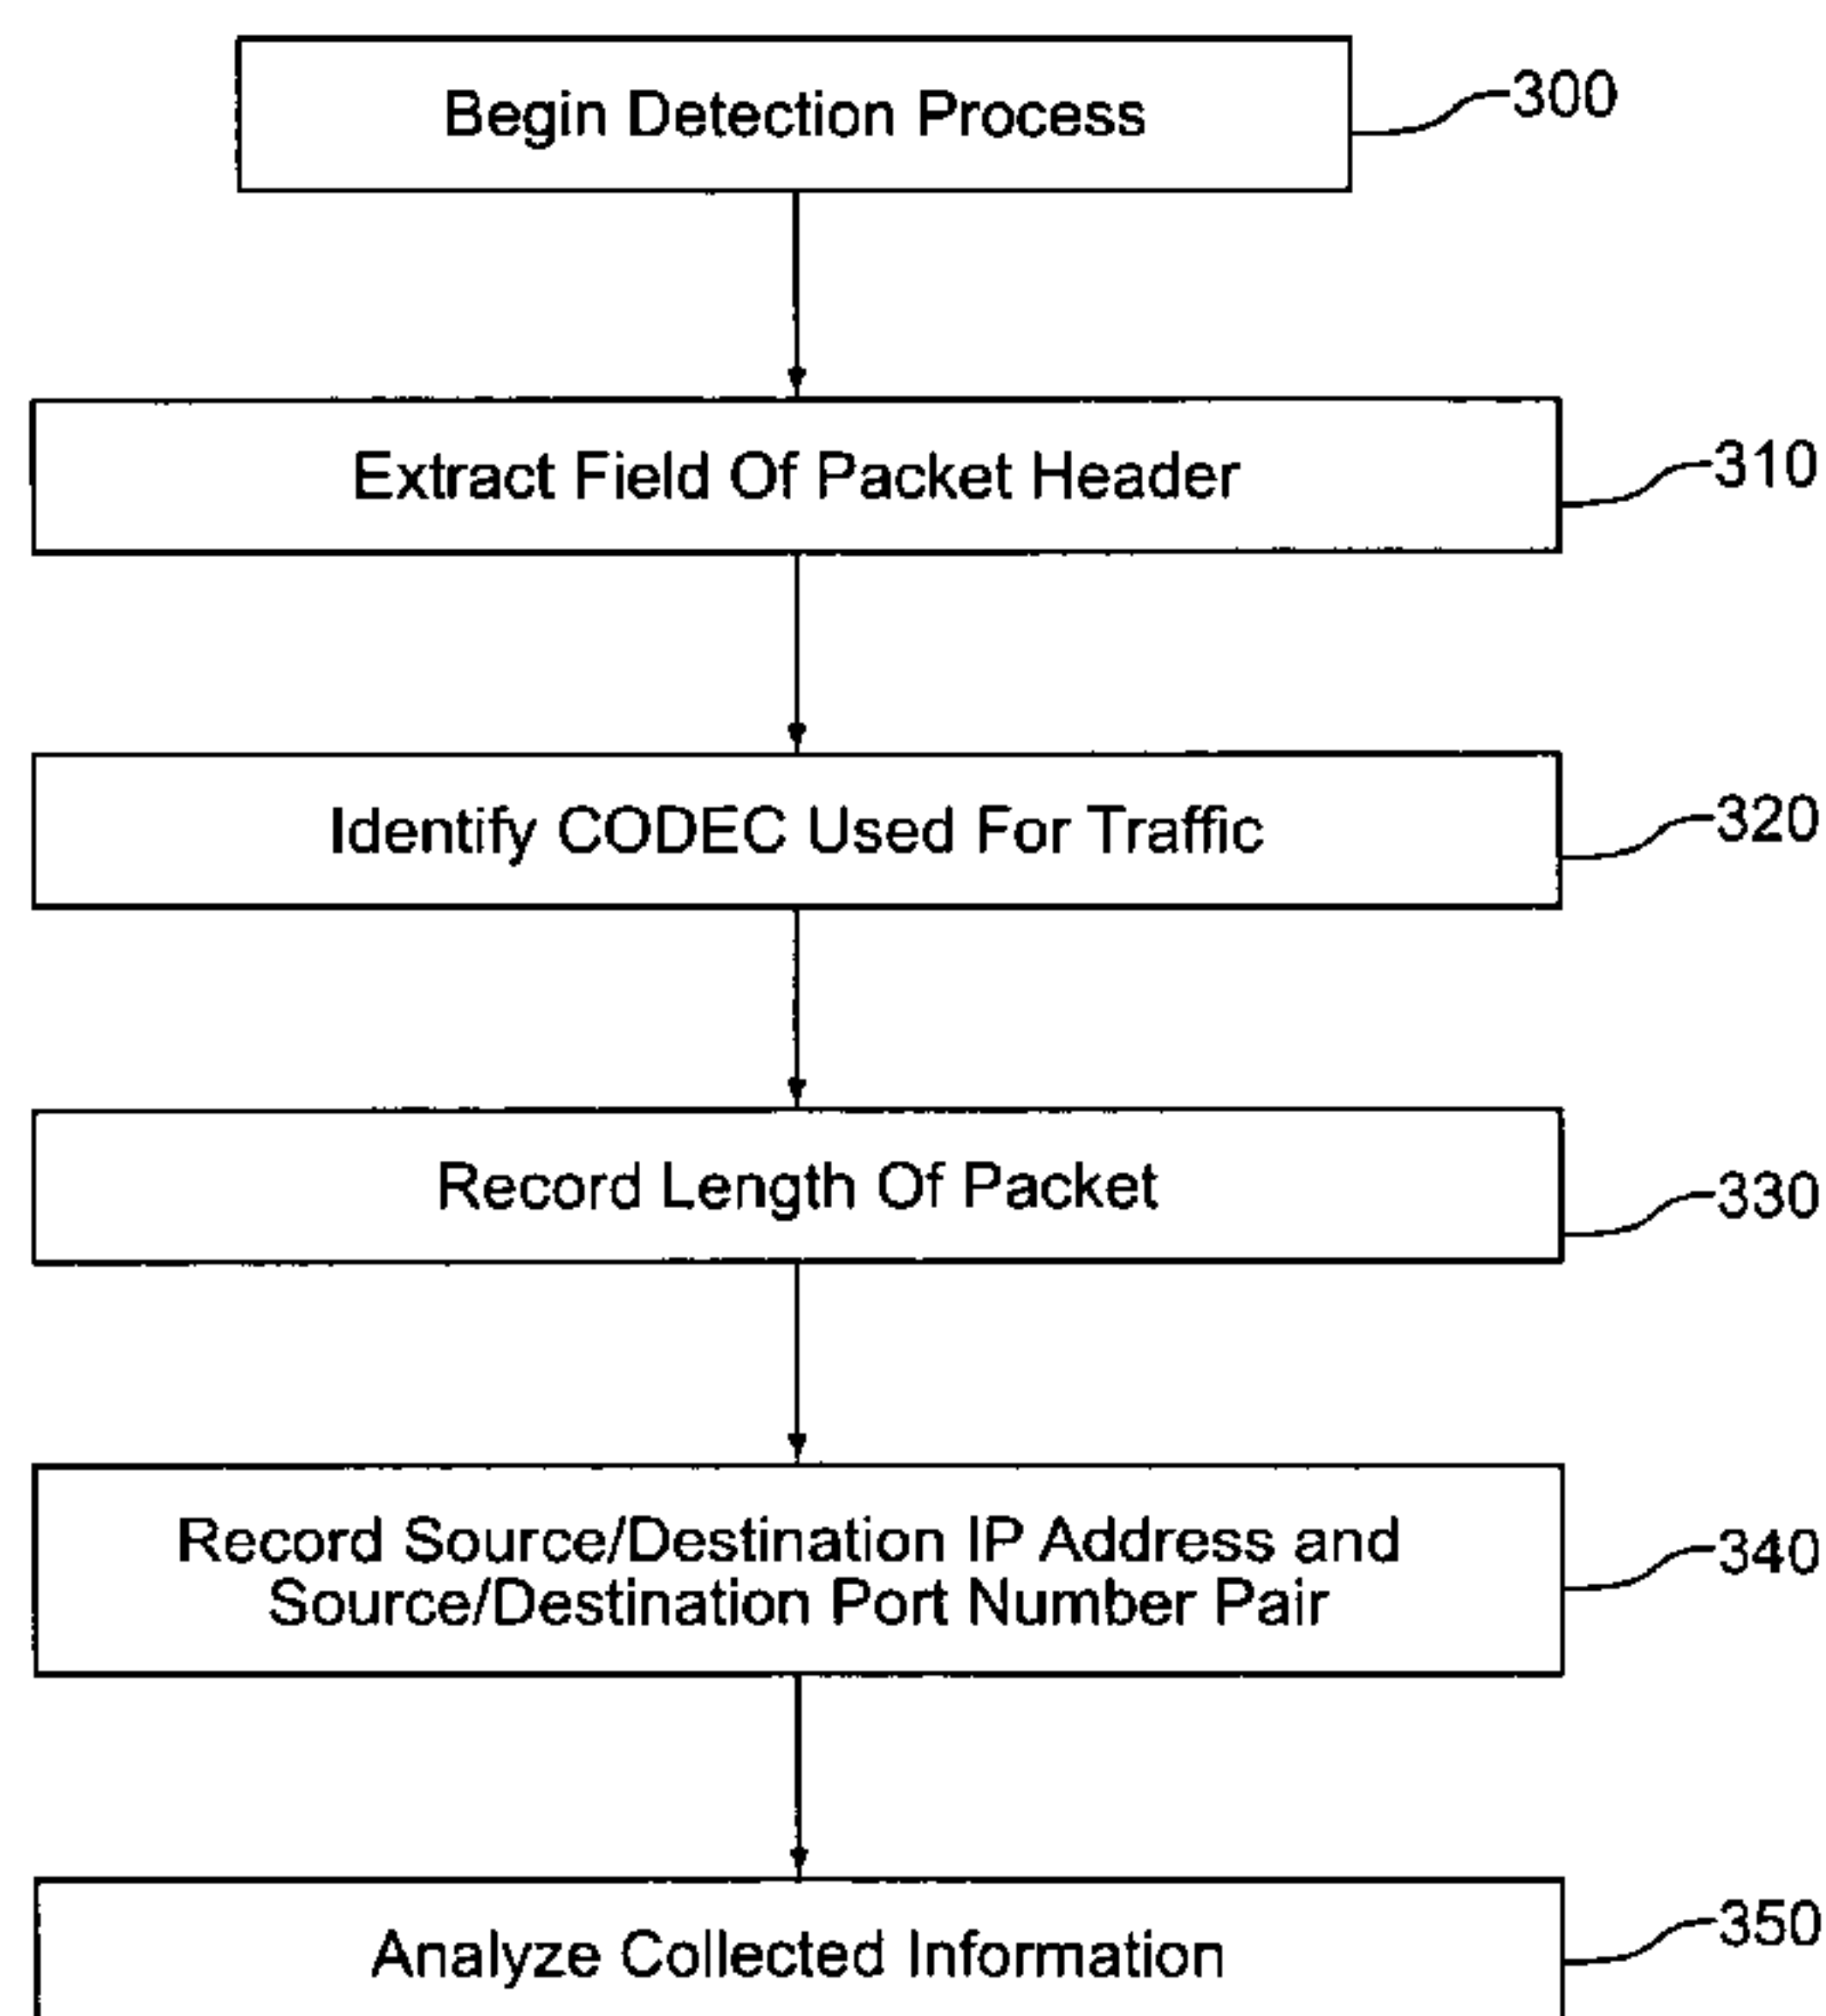 Begin Detection Process
300
Extract Field Of Packet Header
310
Identify CODEC Used For Traffic
320
Record Length Of Packet
330
Record Source/Destination IP Address and
Source/Destination Port Number Pair
340
Analyze Collected Information
350